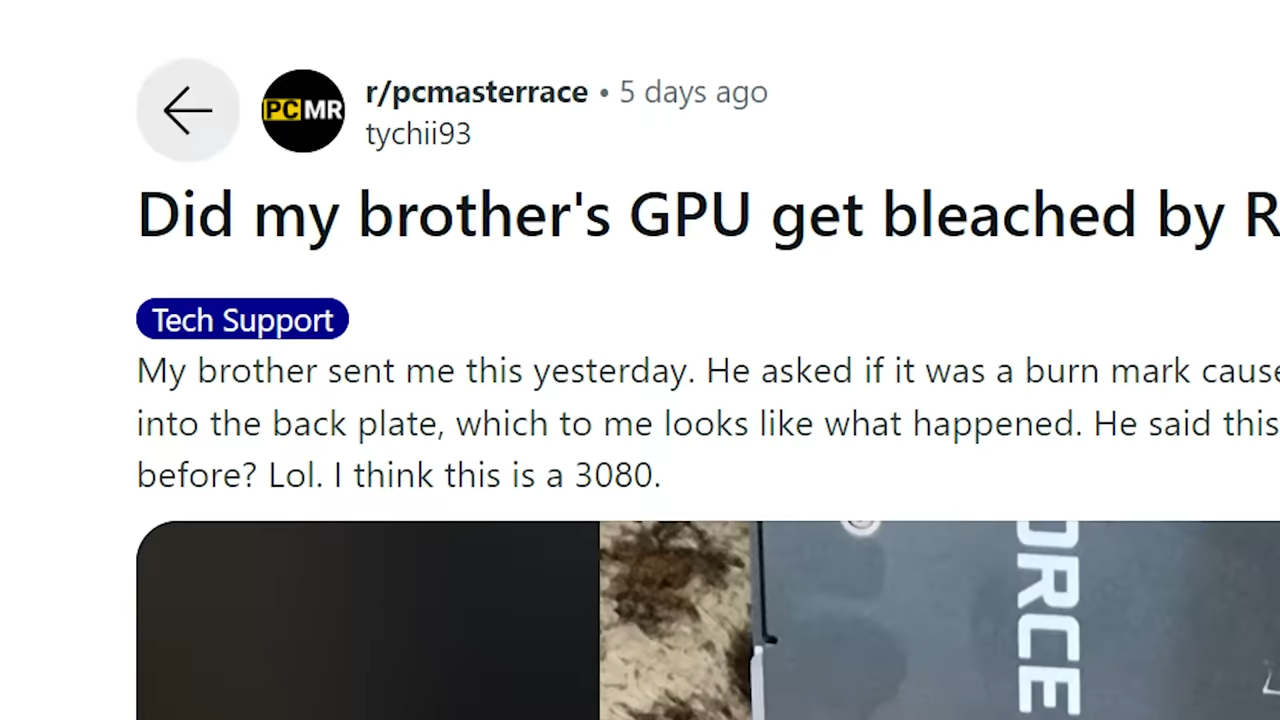 PCMR
r/pcmasterrace • 5 days ago
tychii93
Did my brother's GPU get bleached by
Tech Support
My brother sent me this yesterday. He asked if it was a burn mark
into the back plate, which to me looks like what happened. He said this
before? Lol. I think this is a 3080.
ORCE